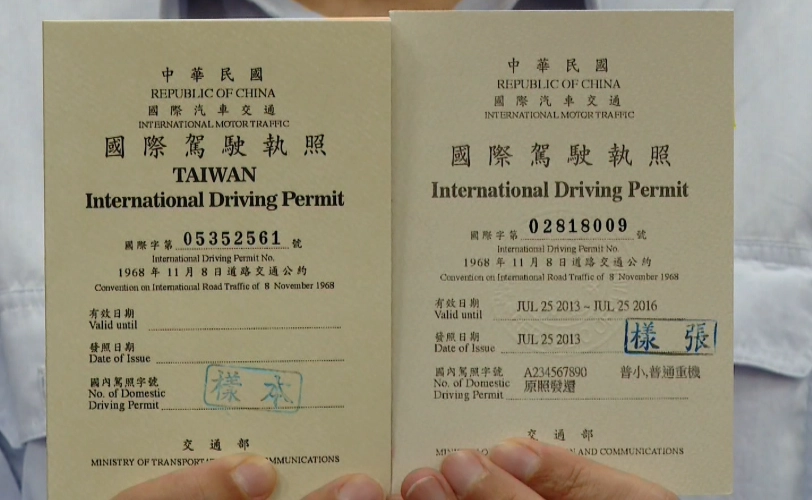 中華民國
REPUBLIC OF CHINA
國際汽車交通
INTERNATIONAL MOTOR TRAFFIC
國際駕駛執照
TAIWAN
International Driving Permit
國際字第 05352561 號
International Driving Permit No.
1968 年 11 月 8 日道路交通公約
Convention on International Road Traffic of 8 November 1968
有效日期
Valid until
發照日期
Date of Issue
國內駕照字號
No. of Domestic
Driving Permit
樣本
交通部
MINISTRY OF COMMUNICATIONS
中華民國
REPUBLIC OF CHINA
國際汽車交通
INTERNATIONAL MOTOR TRAFFIC
國際駕駛執照
International Driving Permit
國際字第 02818009 號
International Driving Permit No.
1968 年 11 月 8 日道路交通公約
Convention on International Road Traffic of 8 November 1968
有效日期
Valid until JUL 25 2013 ~ JUL 25 2016
發照日期
Date of Issue JUL 25 2013
樣張
國內駕照字號 A234567890 普小,普通重機
No. of Domestic 原照發還
Driving Permit
交通部
AND COMMUNICATIONS